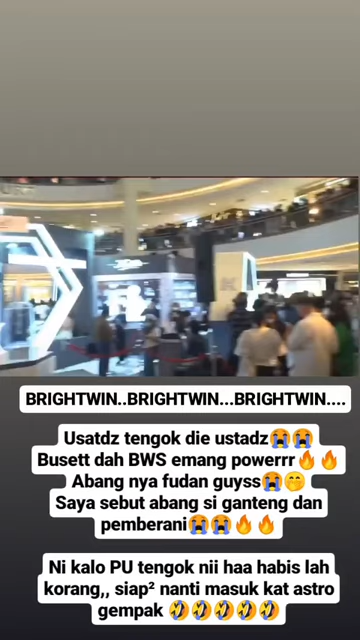 BRIGHTWIN..BRIGHTWIN...BRIGHTWIN....
Usatdz tengok die ustadz😭😭
Busett dah BWS emang powerrr🔥🔥
Abang nya fudan guyss😭🤭
Saya sebut abang si ganteng dan
pemberani😭😭🔥🔥
Ni kalo PU tengok nii haa habis lah
korang,, siap² nanti masuk kat astro
gempak 🤣🤣🤣🤣🤣